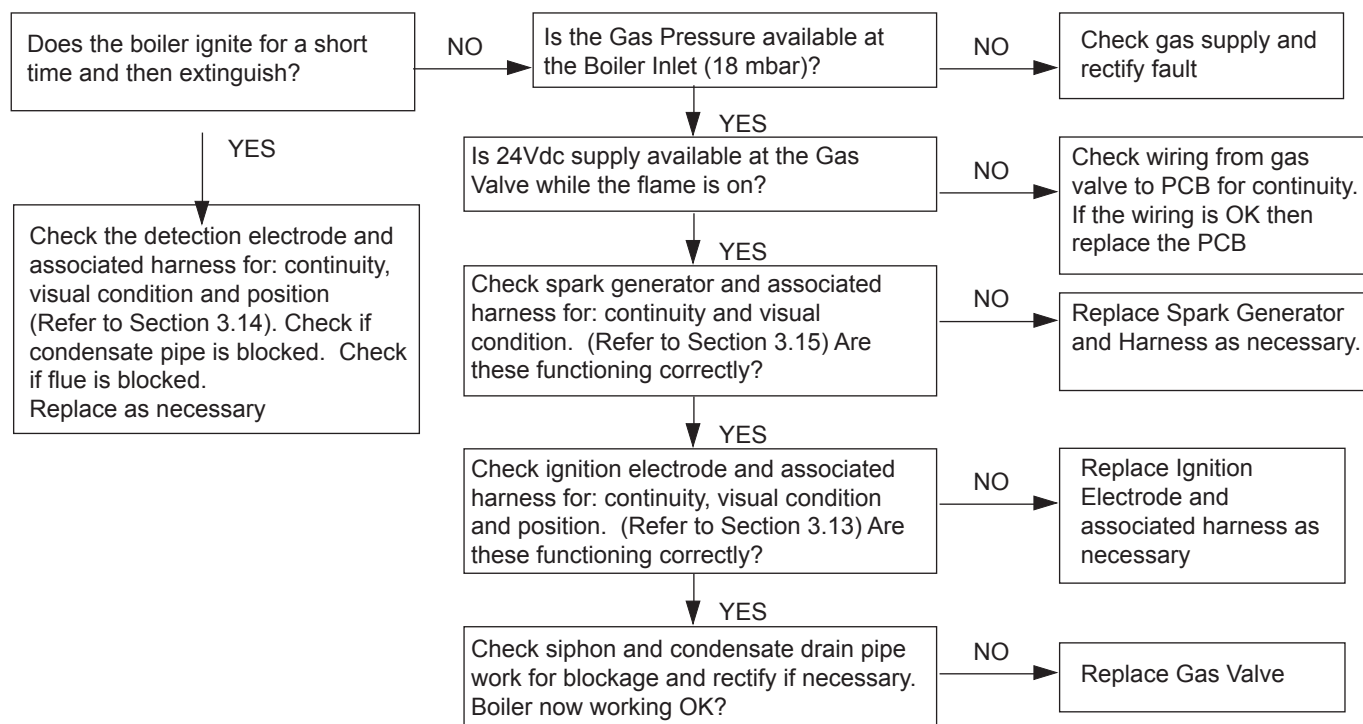 Does the boiler ignite for a short
time and then extinguish?
NO
Is the Gas Pressure available at
the Boiler Inlet (18 mbar)?
NO
Check gas supply and
rectify fault
YES
YES
Is 24Vdc supply available at the Gas
Valve while the flame is on?
NO
Check wiring from gas
valve to PCB for continuity.
If the wiring is OK then
replace the PCB
Check the detection electrode and
associated harness for: continuity,
visual condition and position
(Refer to Section 3.14). Check if
condensate pipe is blocked. Check
if flue is blocked.
Replace as necessary
YES
Check spark generator and associated
harness for: continuity and visual
condition. (Refer to Section 3.15) Are
these functioning correctly?
NO
Replace Spark Generator
and Harness as necessary.
YES
Check ignition electrode and associated
harness for: continuity, visual condition
and position. (Refer to Section 3.13) Are
these functioning correctly?
NO
Replace Ignition
Electrode and
associated harness as
necessary
YES
Check siphon and condensate drain pipe
work for blockage and rectify if necessary.
Boiler now working OK?
NO
Replace Gas Valve